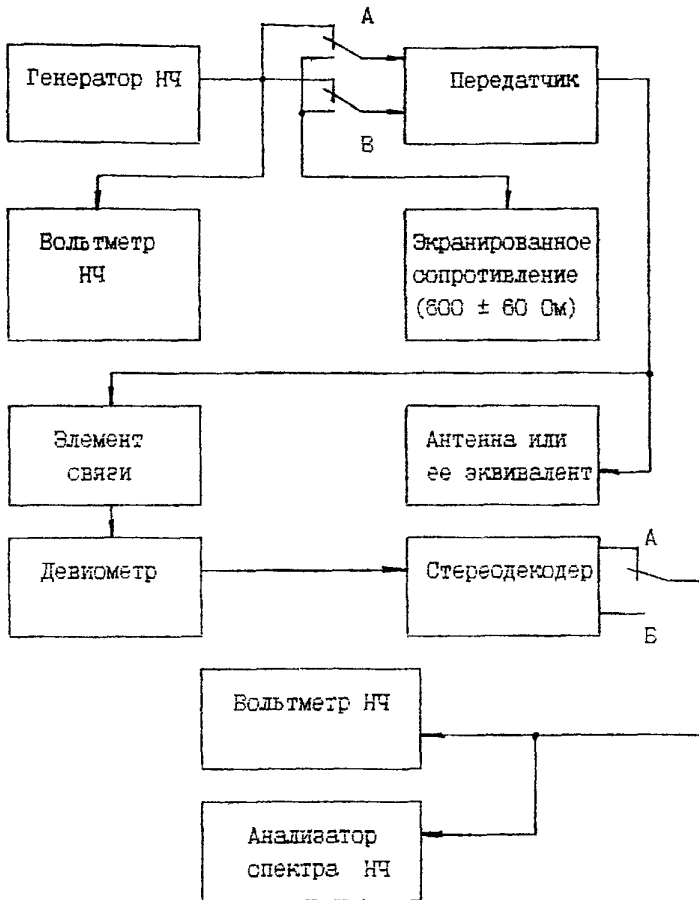 А
Генератор НЧ
Передатчик
В
Вольтметр
НЧ
Экранированное
сопротивление
(600 ± 60 Ом)
Элемент
связи
Антенна или
ее эквивалент
Девиометр
Стереодекодер
А
Б
Вольтметр НЧ
Анализатор
спектра НЧ